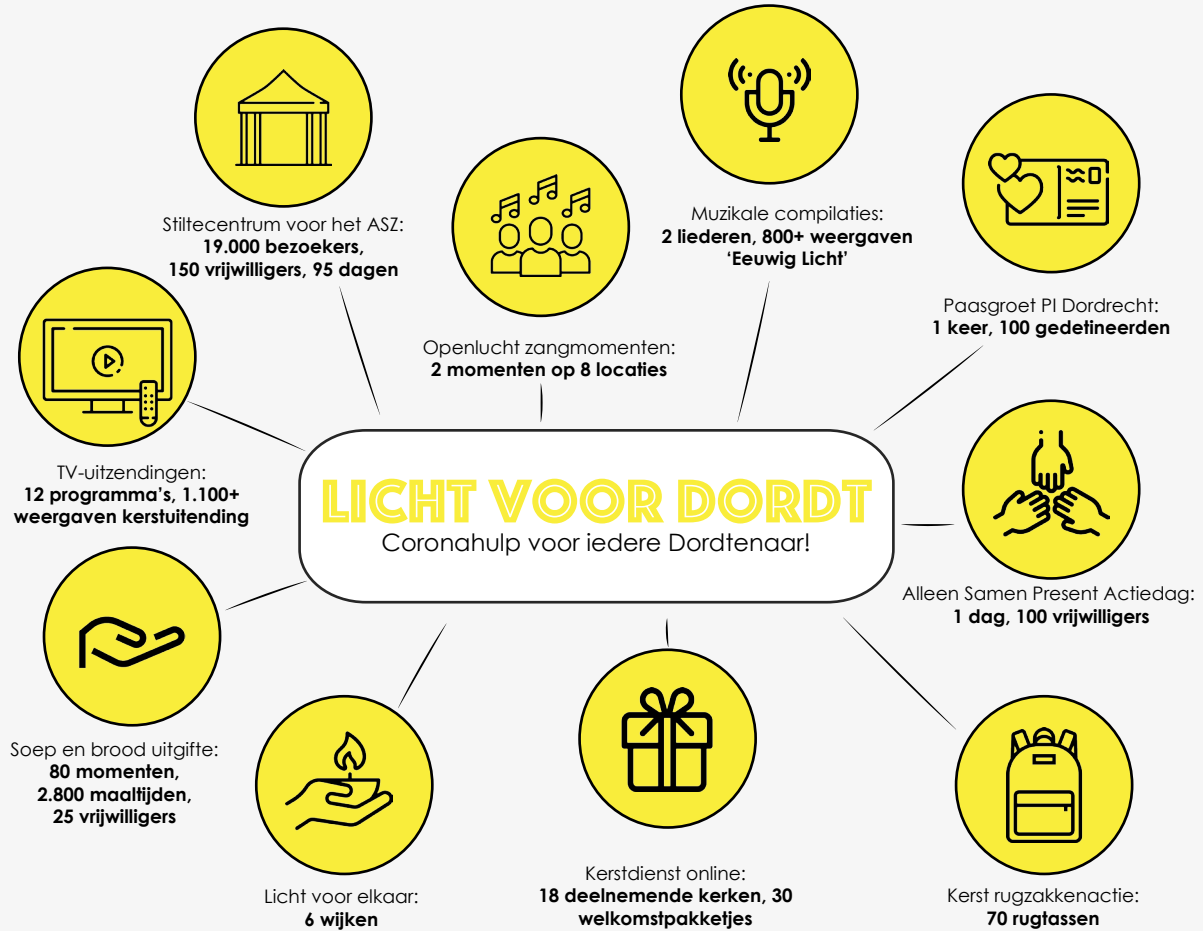 Stiltecentrum voor het ASZ:
19.000 bezoekers,
150 vrijwilligers, 95 dagen
Openlucht zangmomenten:
2 momenten op 8 locaties
Muzikale compilaties:
2 liederen, 800+ weergaven
‘Eeuwig Licht’
Paasgroet PI Dordrecht:
1 keer, 100 gedetineerden
TV-uitzendingen:
12 programma’s, 1.100+
weergaven kerstuitending
LICHT VOOR DORDT
Coronahulp voor iedere Dordtenaar!
Alleen Samen Present Actiedag:
1 dag, 100 vrijwilligers
Soep en brood uitgifte:
80 momenten,
2.800 maaltijden,
25 vrijwilligers
Licht voor elkaar:
6 wijken
Kerstdienst online:
18 deelnemende kerken, 30
welkomstpakketjes
Kerst rugzakkenactie:
70 rugtassen